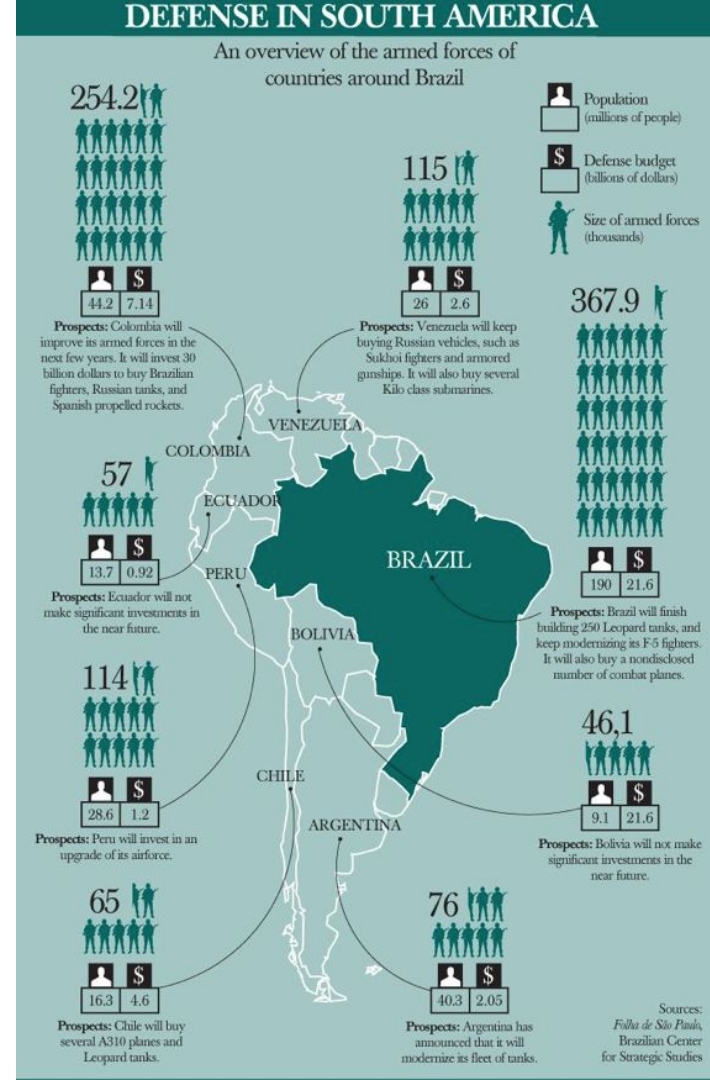 DEFENSE IN SOUTH AMERICA
An overview of the armed forces of
countries around Brazil
Population
(millions of people)
Defense budget
(billions of dollars)
Size of armed forces
(thousands)
254.2
$
44.2 7.14
Prospects: Colombia will
improve its armed forces in the
next few years. It will invest 30
billion dollars to buy Brazilian
fighters, Russian tanks, and
Spanish propelled rockets.
115
$
26 2.6
Prospects: Venezuela will keep
buying Russian vehicles, such as
Sukhoi fighters and armored
gunships. It will also buy several
Kilo class submarines.
367.9
$
190 21.6
Prospects: Brazil will finish
building 250 Leopard tanks, and
keep modernizing its F-5 fighters.
It will also buy a nondisclosed
number of combat planes.
57
$
13.7 0.92
Prospects: Ecuador will not
make significant investments in
the near future.
114
$
28.6 1.2
Prospects: Peru will invest in an
upgrade of its airforce.
46,1
$
9.1 21.6
Prospects: Bolivia will not make
significant investments in the
near future.
65
$
16.3 4.6
Prospects: Chile will buy
several A310 planes and
Leopard tanks.
76
$
40.3 2.05
Prospects: Argentina has
announced that it will
modernize its fleet of tanks.
VENEZUELA
COLOMBIA
ECUADOR
PERU
BRAZIL
BOLIVIA
CHILE
ARGENTINA
Sources:
Folha de São Paulo,
Brazilian Center
for Strategic Studies
$